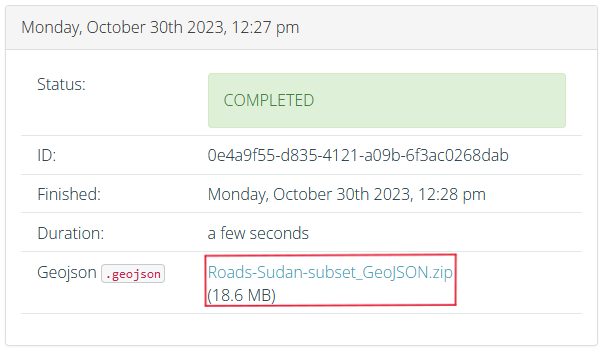 Monday, October 30th 2023, 12:27 pm
Status:
COMPLETED
ID: 0e4a9f55-d835-4121-a09b-6f3ac0268dab
Finished: Monday, October 30th 2023, 12:28 pm
Duration: a few seconds
Geojson .geojson Roads-Sudan-subset_GeoJSON.zip
(18.6 MB)